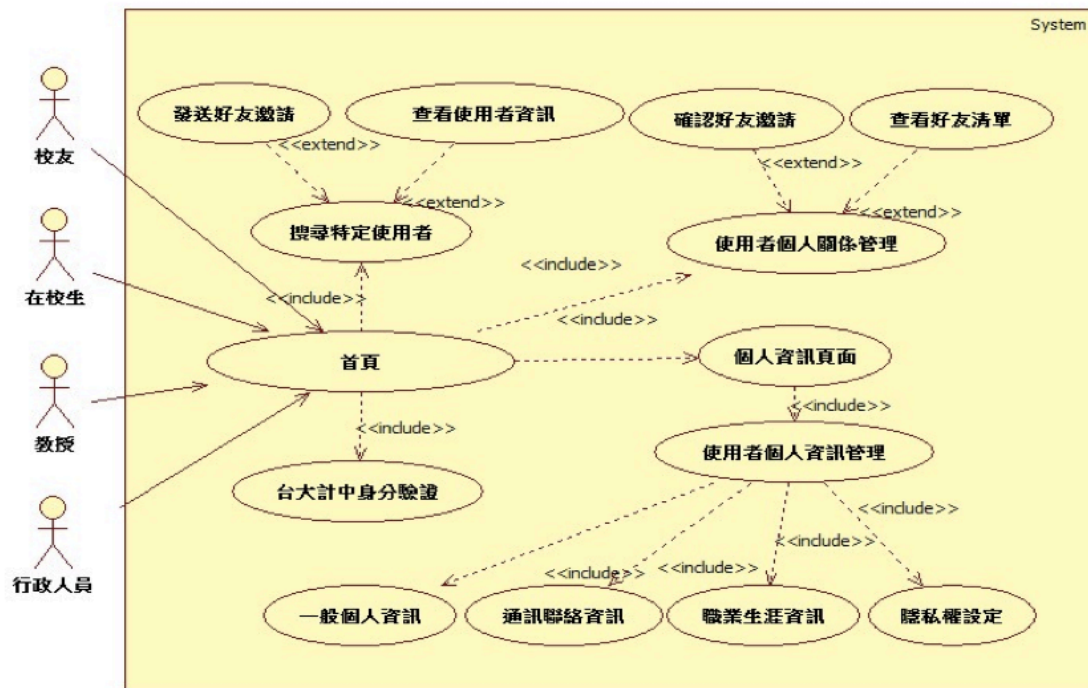 System
校友
發送好友邀請
查看使用者資訊
確認好友邀請
查看好友清單
<<extend>>
<<extend>>
<<extend>>
<<extend>>
在校生
搜尋特定使用者
使用者個人關係管理
<<include>>
<<include>>
<<include>>
首頁
個人資訊頁面
教授
<<include>>
<<include>>
使用者個人資訊管理
台大計中身分驗證
行政人員
<<include>>
<<include>>
<<include>>
<<include>>
一般個人資訊
通訊聯絡資訊
職業生涯資訊
隱私權設定